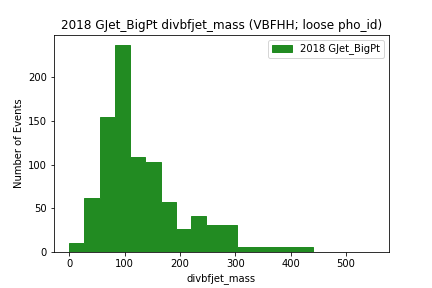 2018 GJet_BigPt divbfjet_mass (VBFHH; loose pho_id)
2018 GJet_BigPt
Number of Events
200
150
100
50
0
0 100 200 300 400 500
divbfjet_mass